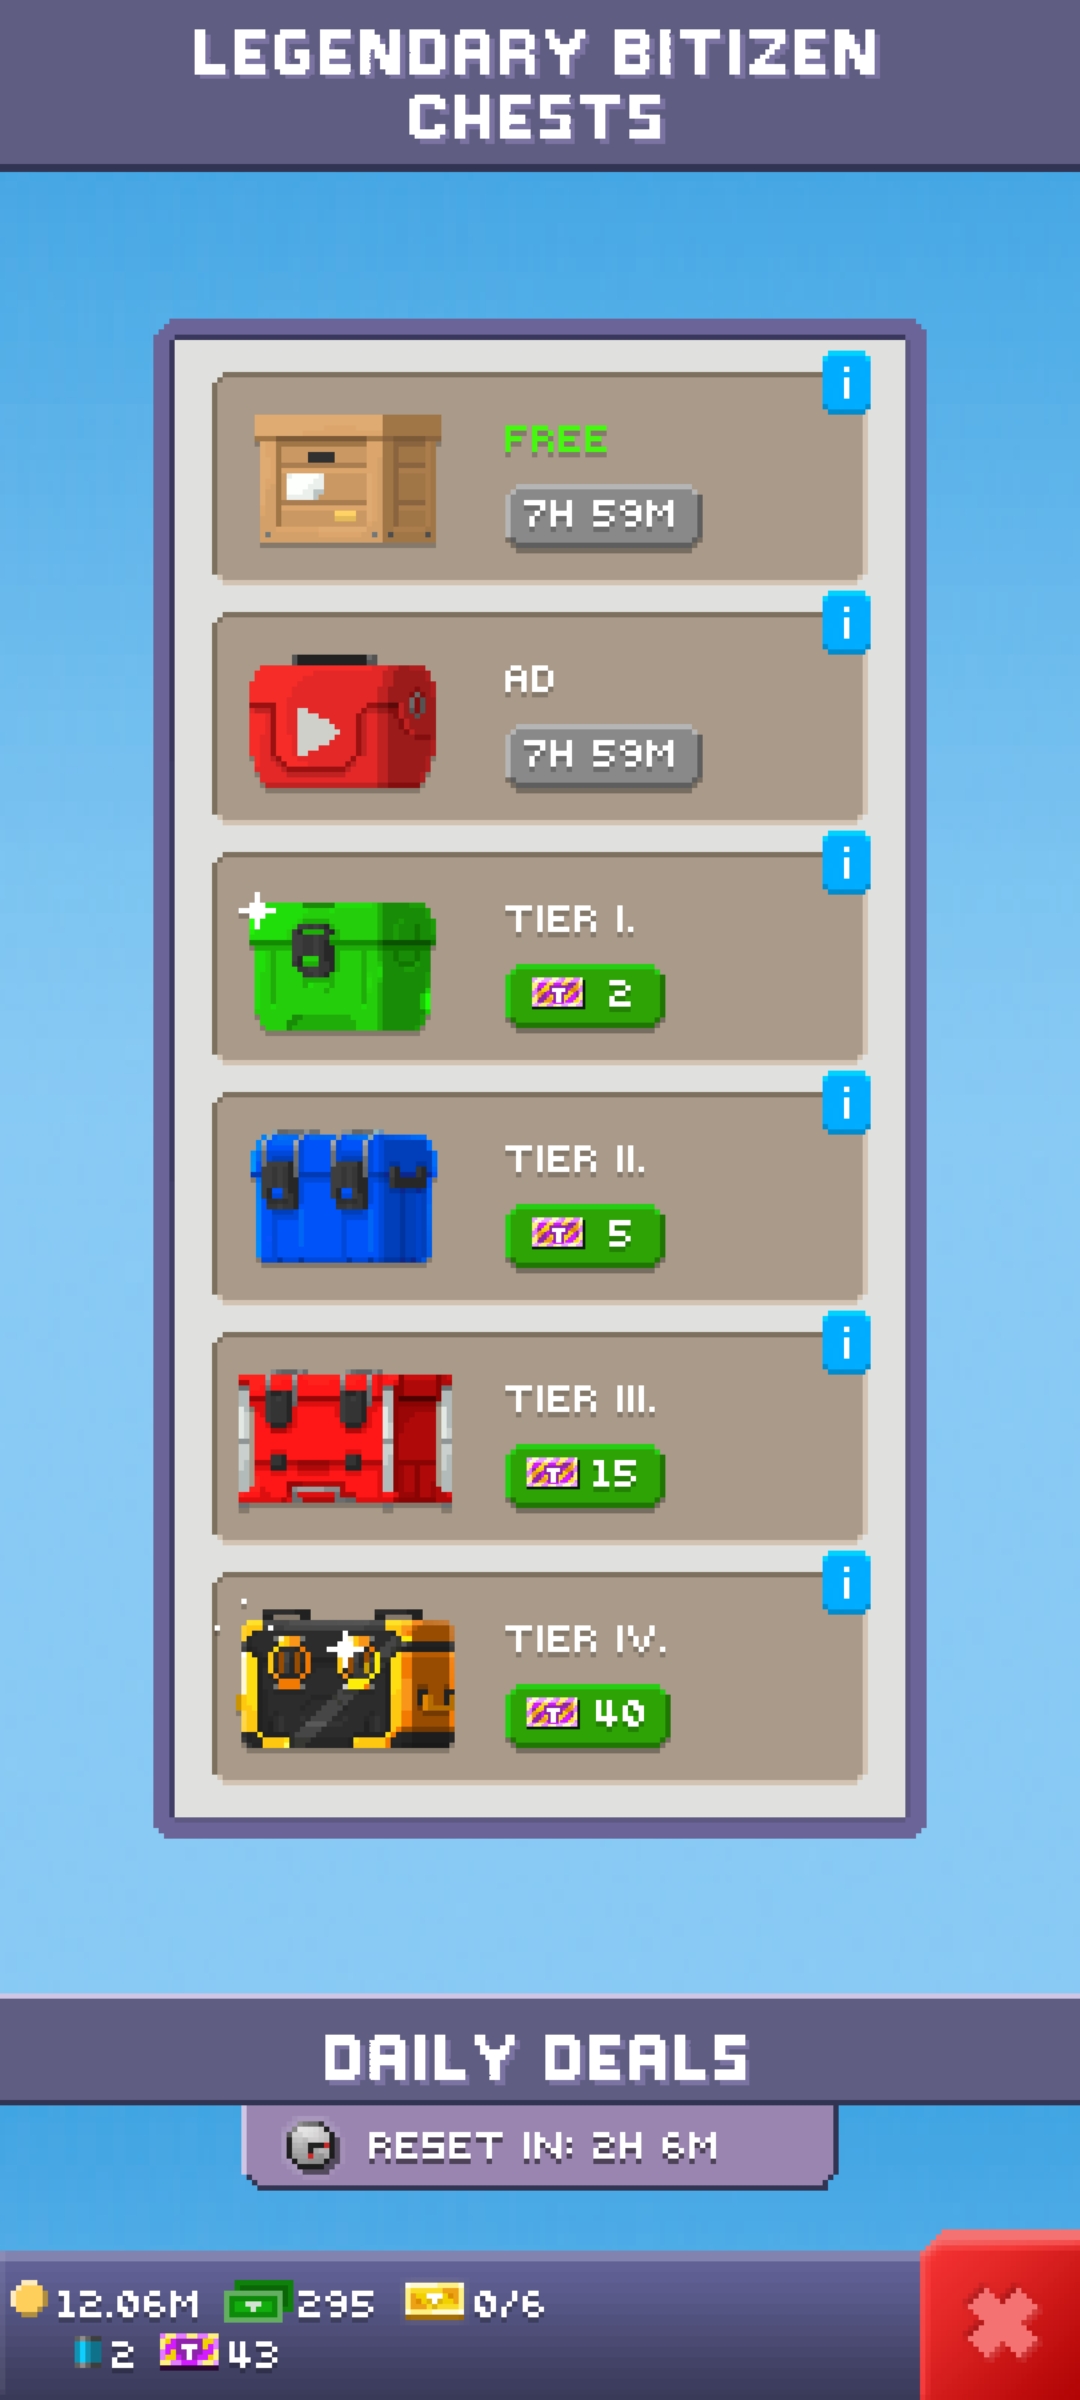 LEGENDARY BITIZEN
CHESTS
i
FREE
7H 59M
i
AD
7H 59M
i
TIER I.
T 2
i
TIER II.
T 5
i
TIER III.
T 15
i
TIER IV.
T 40
DAILY DEALS
RESET IN: 2H 6M
12.06M 295 0/6
2 T 43